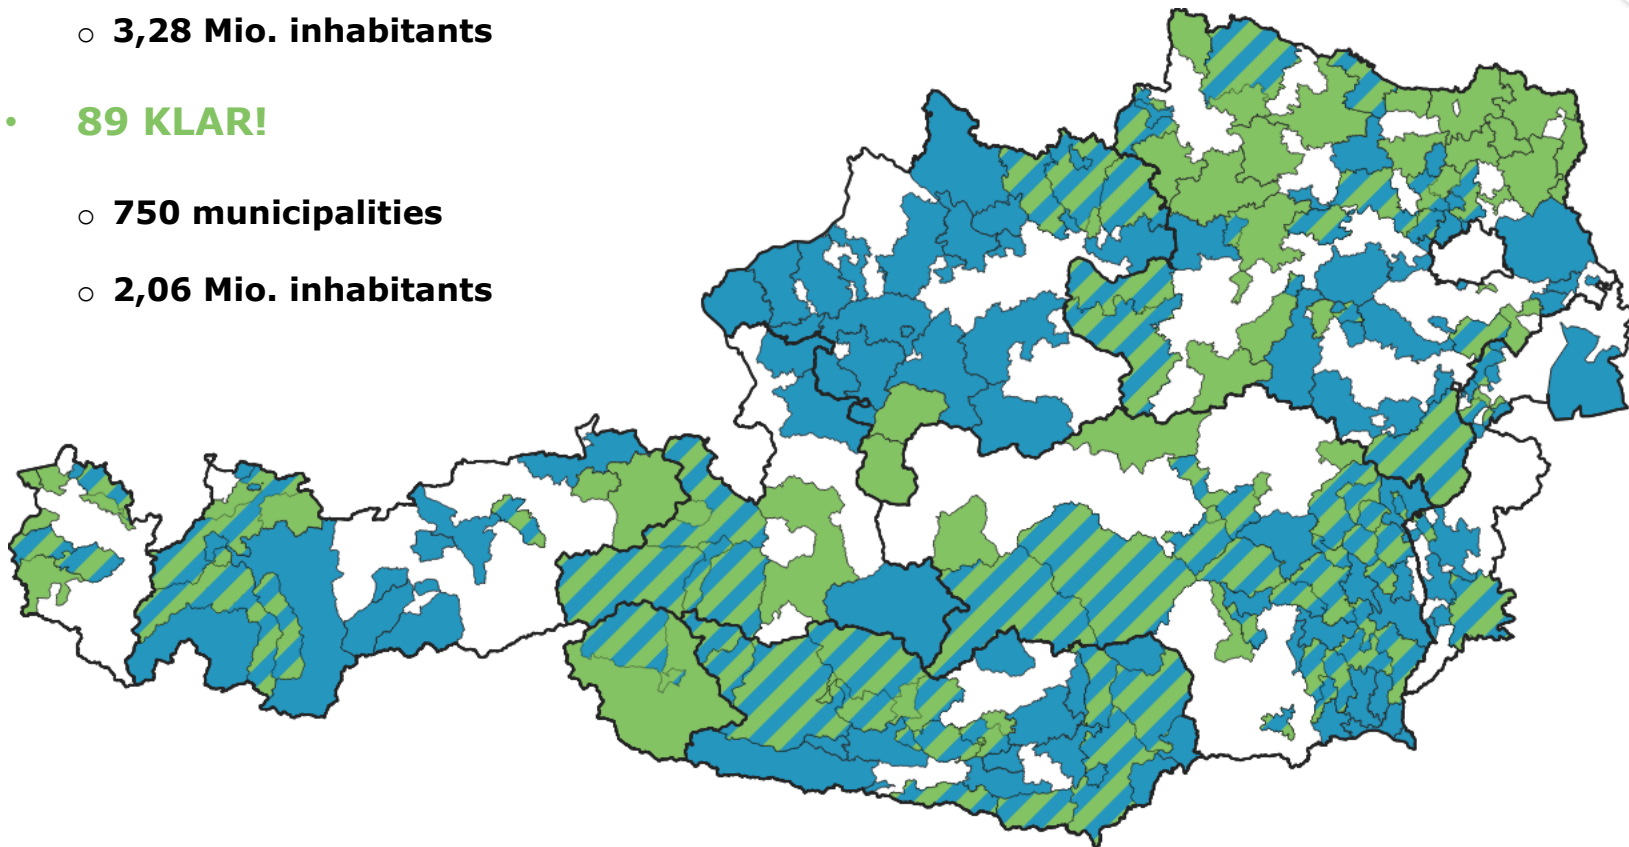 ○ 3,28 Mio. inhabitants
• 89 KLAR!
○ 750 municipalities
○ 2,06 Mio. inhabitants